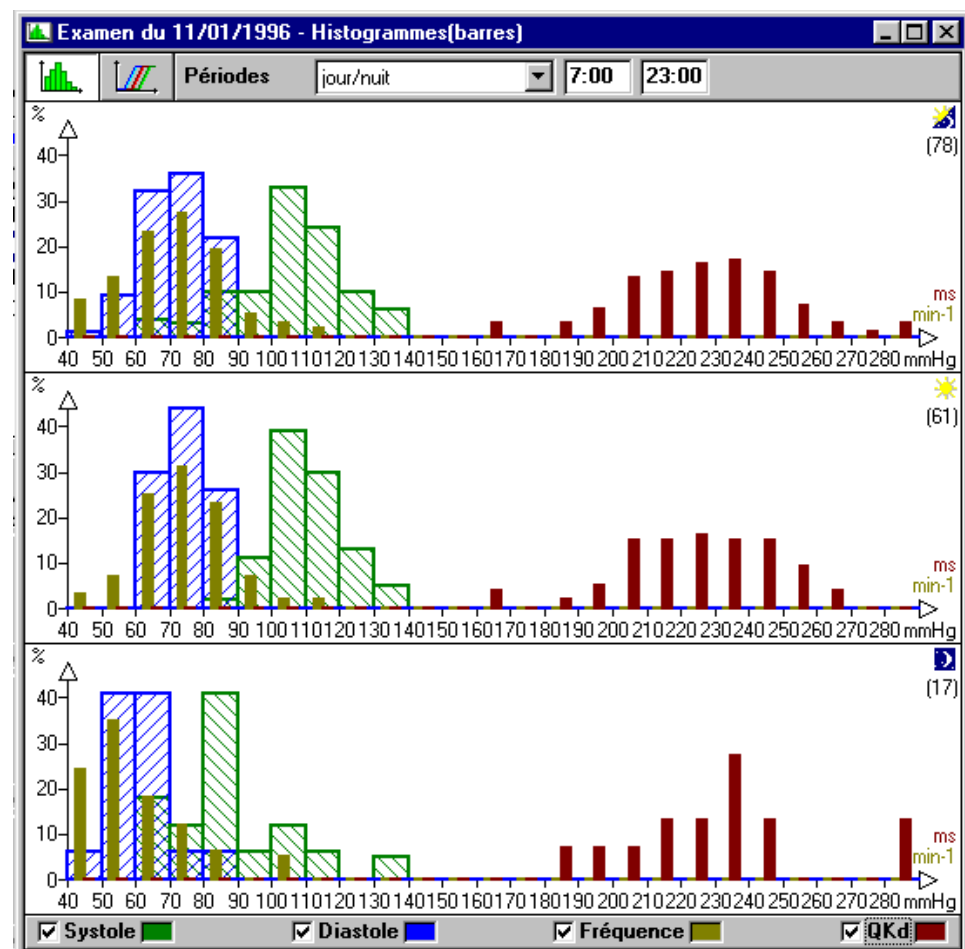 Examen du 11/01/1996 - Histogrammes(barres)
Périodes jour/nuit 7:00 23:00
%
(78)
40
30
20
10
ms
min-1
0
40 50 60 70 80 90 100 110 120 130 140 150 160 170 180 190 200 210 220 230 240 250 260 270 280 mmHg
%
(61)
40
30
20
10
ms
min-1
0
40 50 60 70 80 90 100 110 120 130 140 150 160 170 180 190 200 210 220 230 240 250 260 270 280 mmHg
%
(17)
40
30
20
10
ms
min-1
0
40 50 60 70 80 90 100 110 120 130 140 150 160 170 180 190 200 210 220 230 240 250 260 270 280 mmHg
Systole Diastole Fréquence QKd